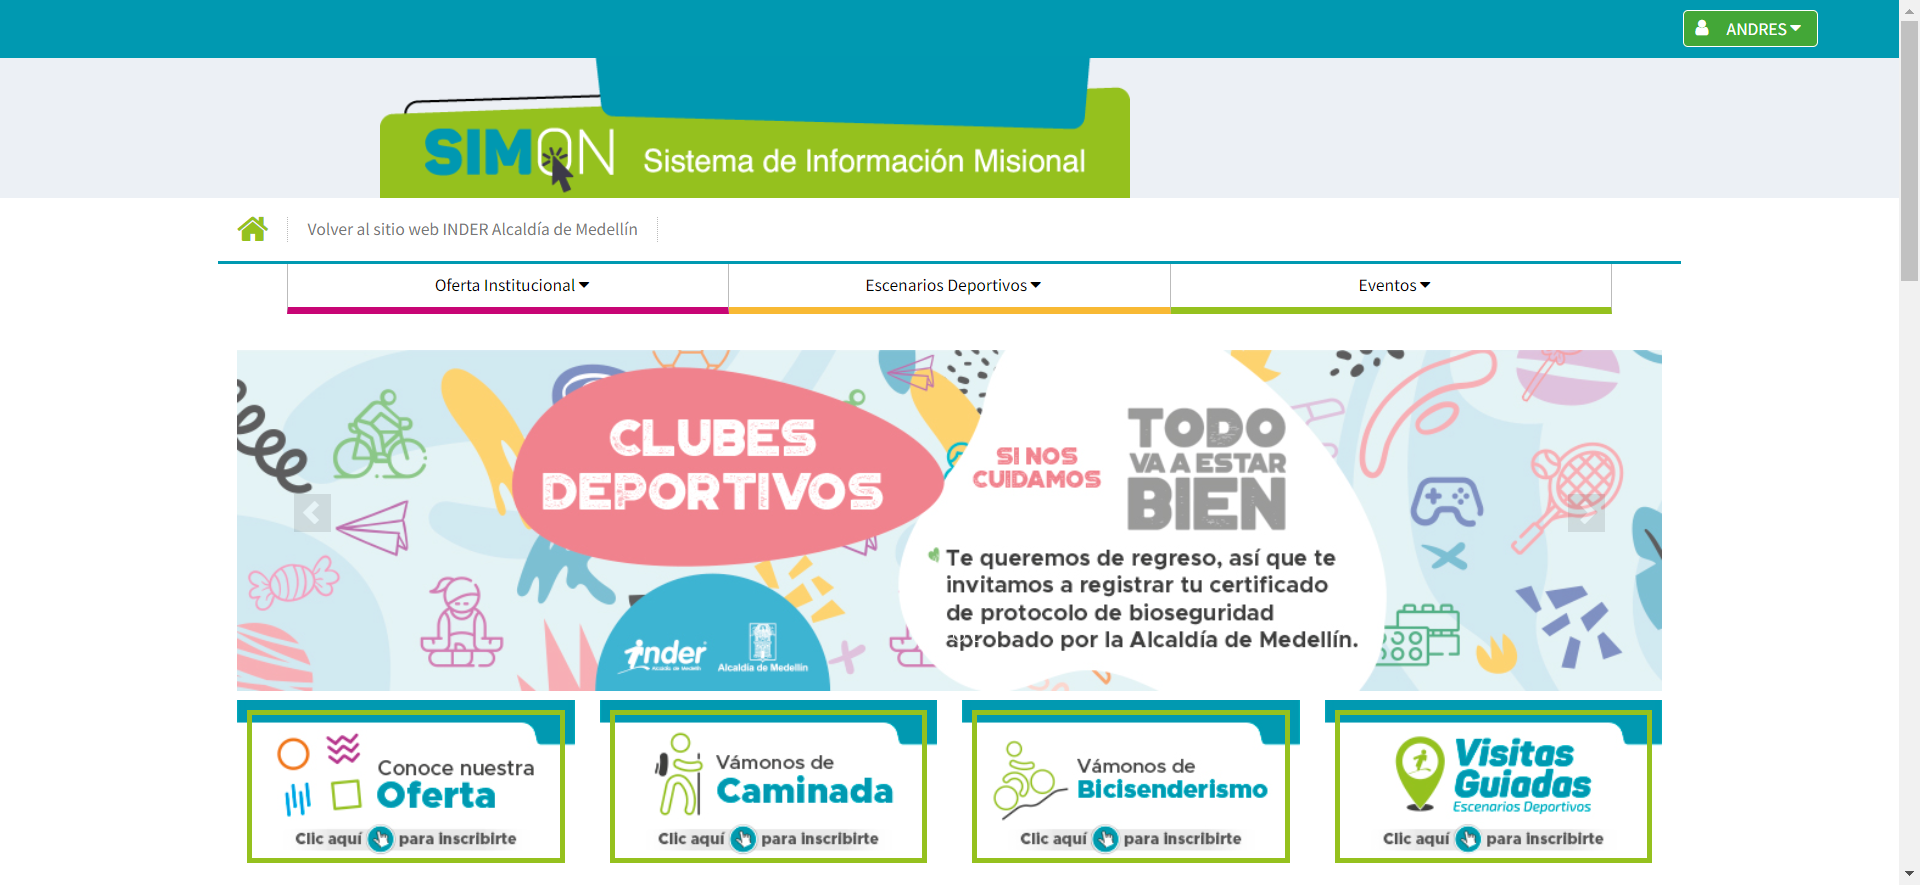 ANDRES
SIMON Sistema de Información Misional
Volver al sitio web INDER Alcaldía de Medellín
Oferta Institucional
Escenarios Deportivos
Eventos
CLUBES
DEPORTIVOS
SI NOS
CUIDAMOS
TODO
VA A ESTAR
BIEN
Te queremos de regreso, así que te
invitamos a registrar tu certificado
de protocolo de bioseguridad
aprobado por la Alcaldía de Medellín.
inder
Alcaldía de Medellín
Alcaldía de Medellín
Conoce nuestra
Oferta
Clic aquí para inscribirte
Vámonos de
Caminada
Clic aquí para inscribirte
Vámonos de
Bicisenderismo
Clic aquí para inscribirte
Visitas
Guiadas
Escenarios Deportivos
Clic aquí para inscribirte